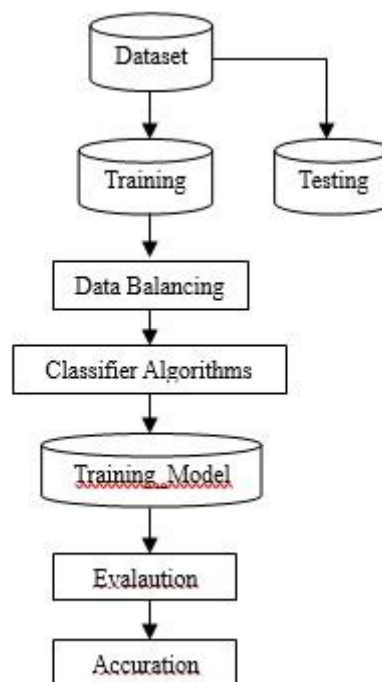 Dataset
Training
Testing
Data Balancing
Classifier Algorithms
Training_Model
Evalaution
Accuration